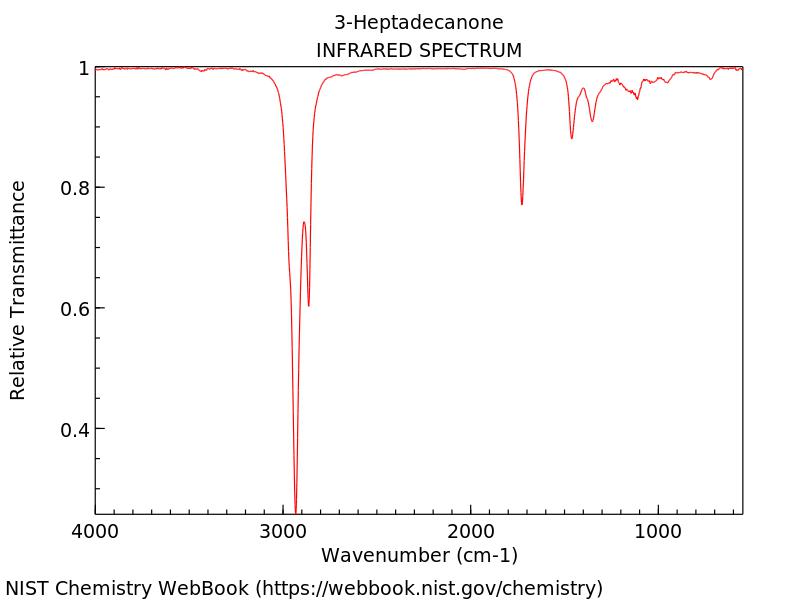 3-Heptadecanone
INFRARED SPECTRUM
1
0.8
0.6
0.4
Relative Transmittance
4000 3000 2000 1000
Wavenumber (cm-1)
NIST Chemistry WebBook (https://webbook.nist.gov/chemistry)